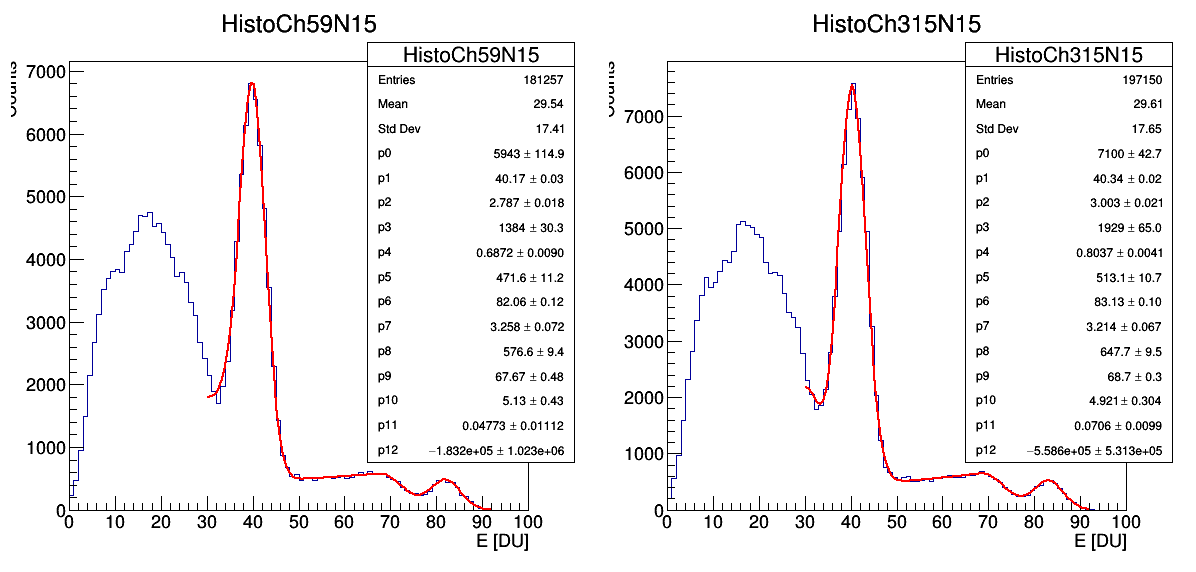 HistoCh59N15
HistoCh59N15
Entries 181257
Mean 29.54
Std Dev 17.41
p0 5943 ± 114.9
p1 40.17 ± 0.03
p2 2.787 ± 0.018
p3 1384 ± 30.3
p4 0.6872 ± 0.0090
p5 471.6 ± 11.2
p6 82.06 ± 0.12
p7 3.258 ± 0.072
p8 576.6 ± 9.4
p9 67.67 ± 0.48
p10 5.13 ± 0.43
p11 0.04773 ± 0.01112
p12 −1.832e+05 ± 1.023e+06
7000
6000
5000
4000
3000
2000
1000
0
0 10 20 30 40 50 60 70 80 90 100
E [DU]
HistoCh315N15
HistoCh315N15
Entries 197150
Mean 29.61
Std Dev 17.65
p0 7100 ± 42.7
p1 40.34 ± 0.02
p2 3.003 ± 0.021
p3 1929 ± 65.0
p4 0.8037 ± 0.0041
p5 513.1 ± 10.7
p6 83.13 ± 0.10
p7 3.214 ± 0.067
p8 647.7 ± 9.5
p9 68.7 ± 0.3
p10 4.921 ± 0.304
p11 0.0706 ± 0.0099
p12 −5.586e+05 ± 5.313e+05
7000
6000
5000
4000
3000
2000
1000
0
0 10 20 30 40 50 60 70 80 90 100
E [DU]